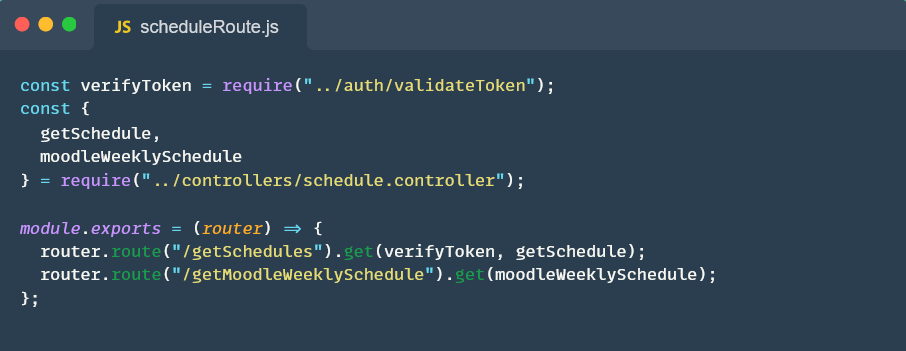 JS scheduleRoute.js
const verifyToken = require("../auth/validateToken");
const {
  getSchedule,
  moodleWeeklySchedule
} = require("../controllers/schedule.controller");

module.exports = (router) => {
  router.route("/getSchedules").get(verifyToken, getSchedule);
  router.route("/getMoodleWeeklySchedule").get(moodleWeeklySchedule);
};